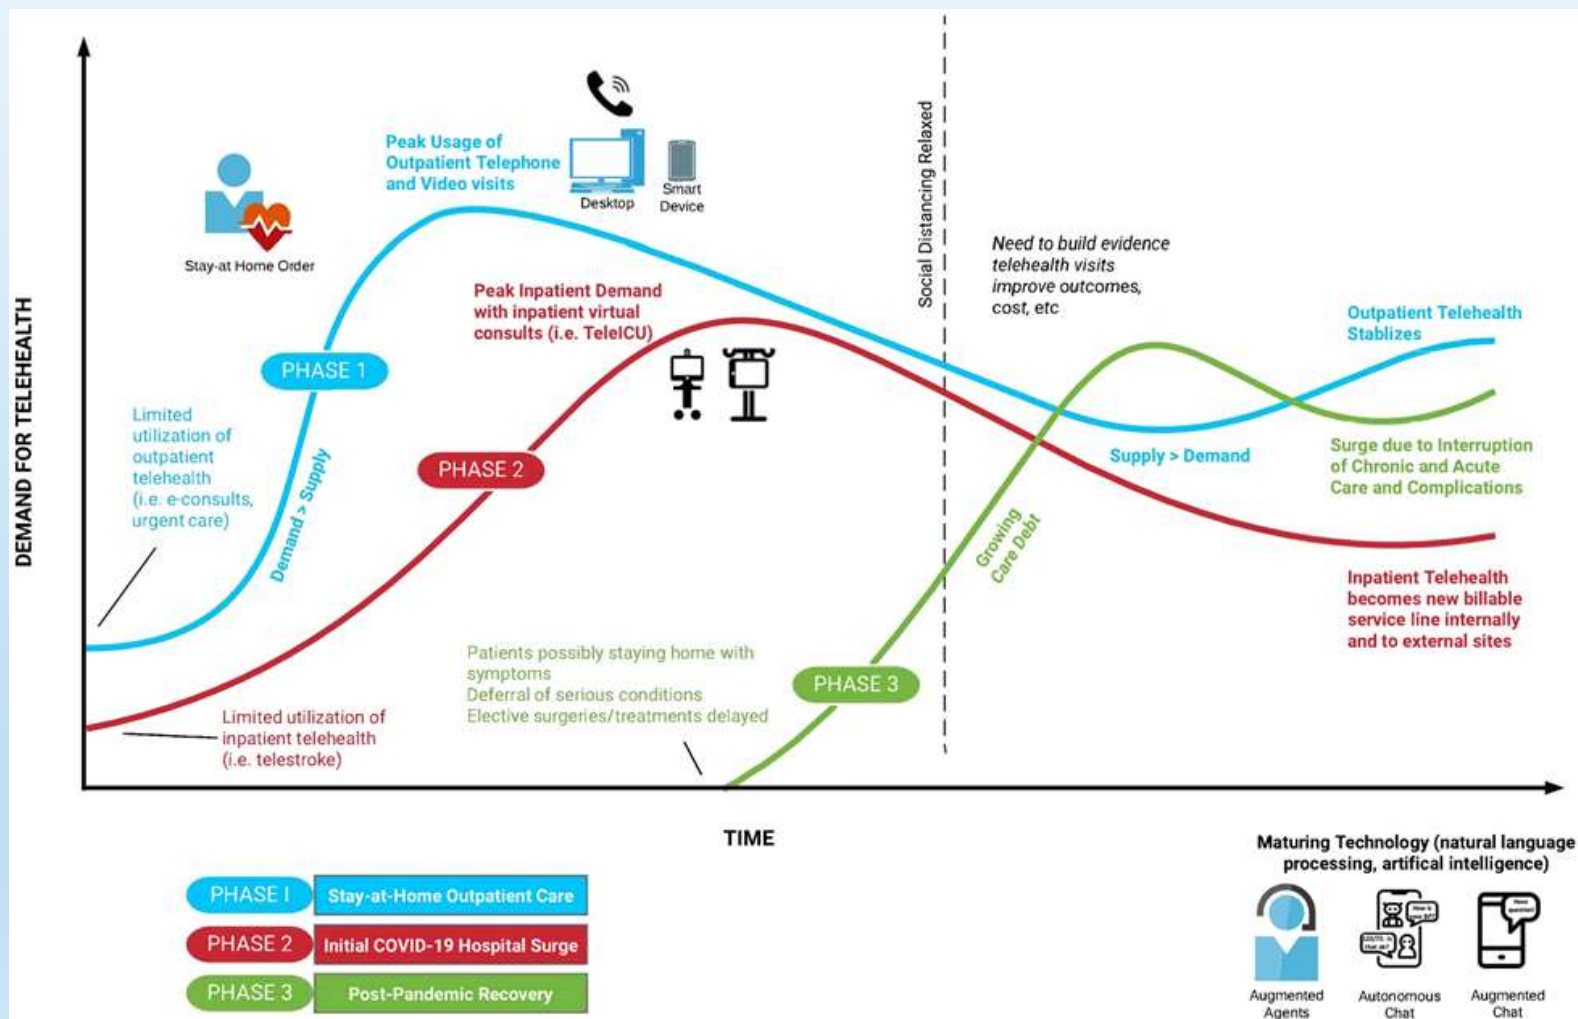 DEMAND FOR TELEHEALTH
Stay-at Home Order
Peak Usage of
Outpatient Telephone
and Video visits
Desktop
Smart
Device
Social Distancing Relaxed
Need to build evidence
telehealth visits
improve outcomes,
cost, etc
Peak Inpatient Demand
with inpatient virtual
consults (i.e. TeleICU)
Outpatient Telehealth
Stablizes
PHASE 1
Limited
utilization of
outpatient
telehealth
(i.e. e-consults,
urgent care)
Demand > Supply
PHASE 2
Supply > Demand
Surge due to Interruption
of Chronic and Acute
Care and Complications
Growing
Care Debt
Inpatient Telehealth
becomes new billable
service line internally
and to external sites
Patients possibly staying home with
symptoms
Deferral of serious conditions
Elective surgeries/treatments delayed
PHASE 3
Limited utilization of
inpatient telehealth
(i.e. telestroke)
TIME
PHASE I
Stay-at-Home Outpatient Care
PHASE 2
Initial COVID-19 Hospital Surge
PHASE 3
Post-Pandemic Recovery
Maturing Technology (natural language
processing, artifical intelligence)
How is
your BP?
Augmented
Agents
Autonomous
Chat
Augmented
Chat